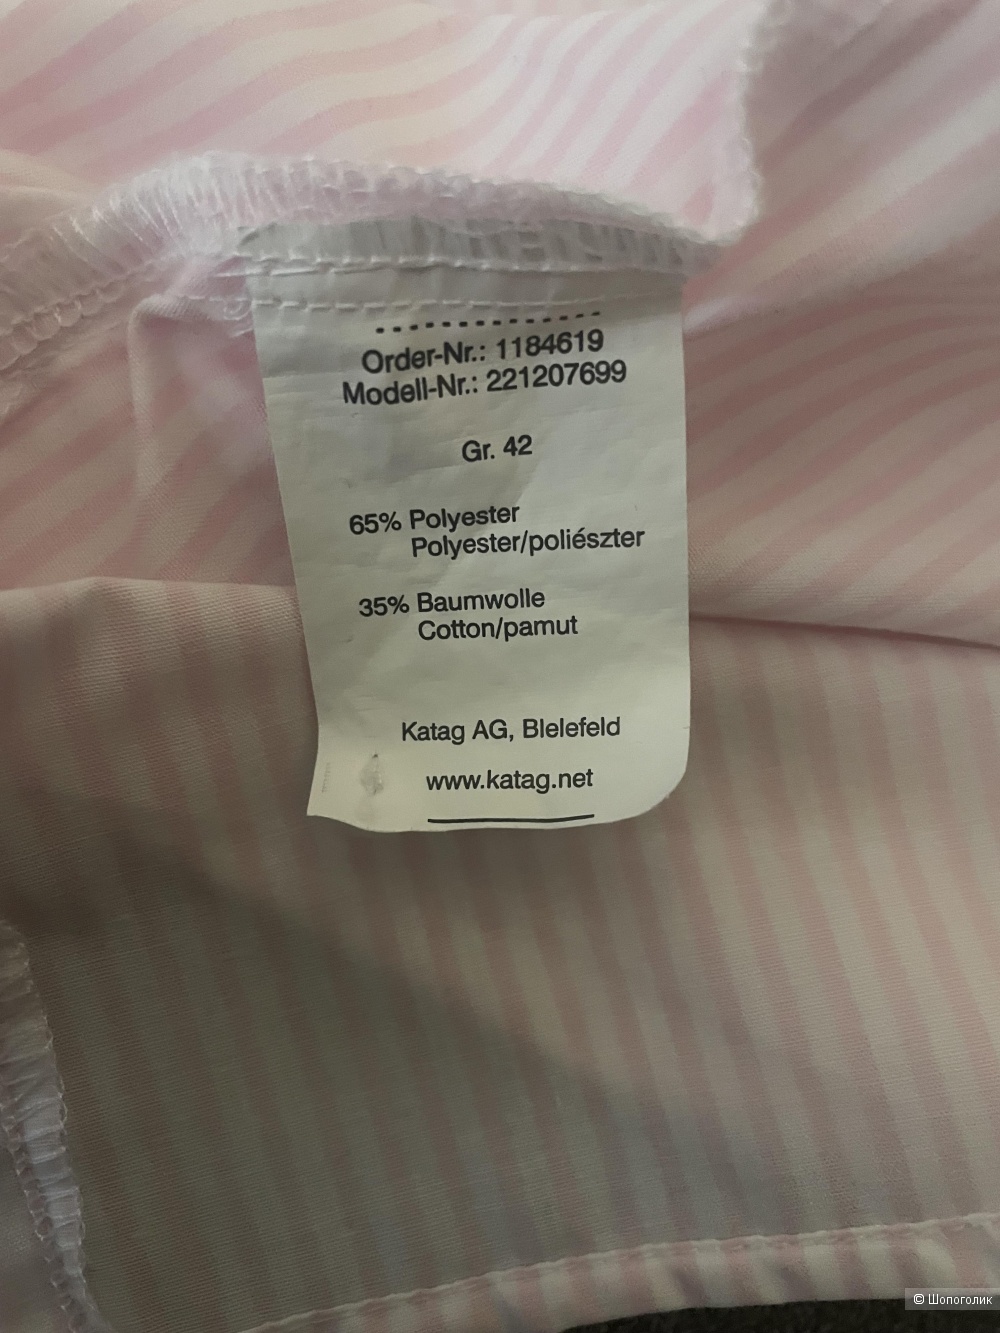 Order-Nr.: 1184619
Modell-Nr.: 221207699
Gr. 42
65% Polyester
Polyester/poliészter
35% Baumwolle
Cotton/pamut
Katag AG, Blelefeld
www.katag.net
© Шопоголик